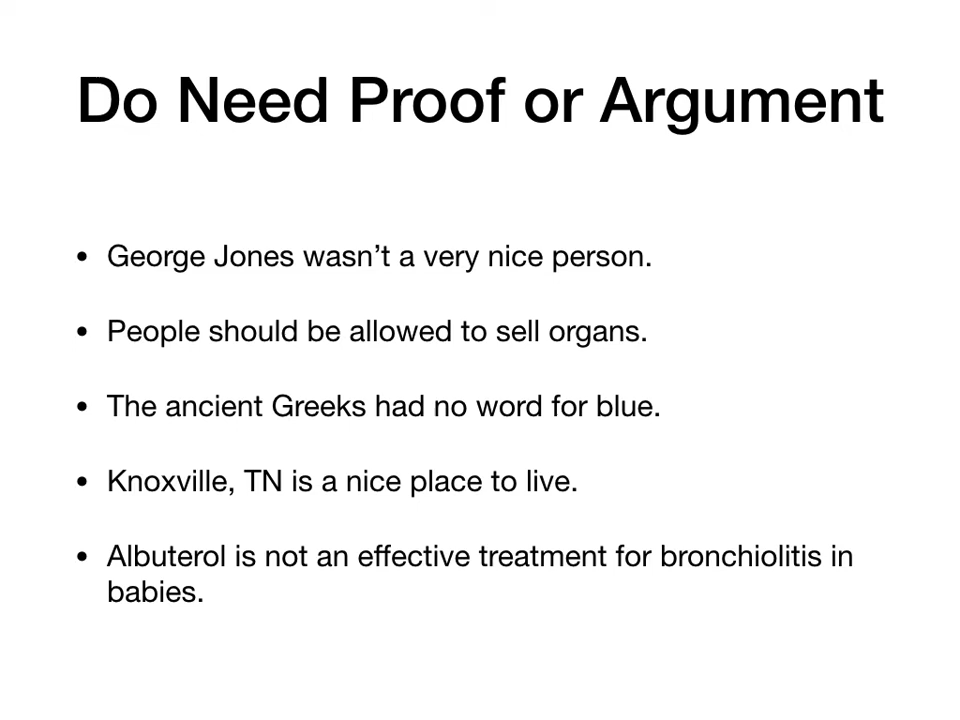 Do Need Proof or Argument
• George Jones wasn’t a very nice person.
• People should be allowed to sell organs.
• The ancient Greeks had no word for blue.
• Knoxville, TN is a nice place to live.
• Albuterol is not an effective treatment for bronchiolitis in
babies.